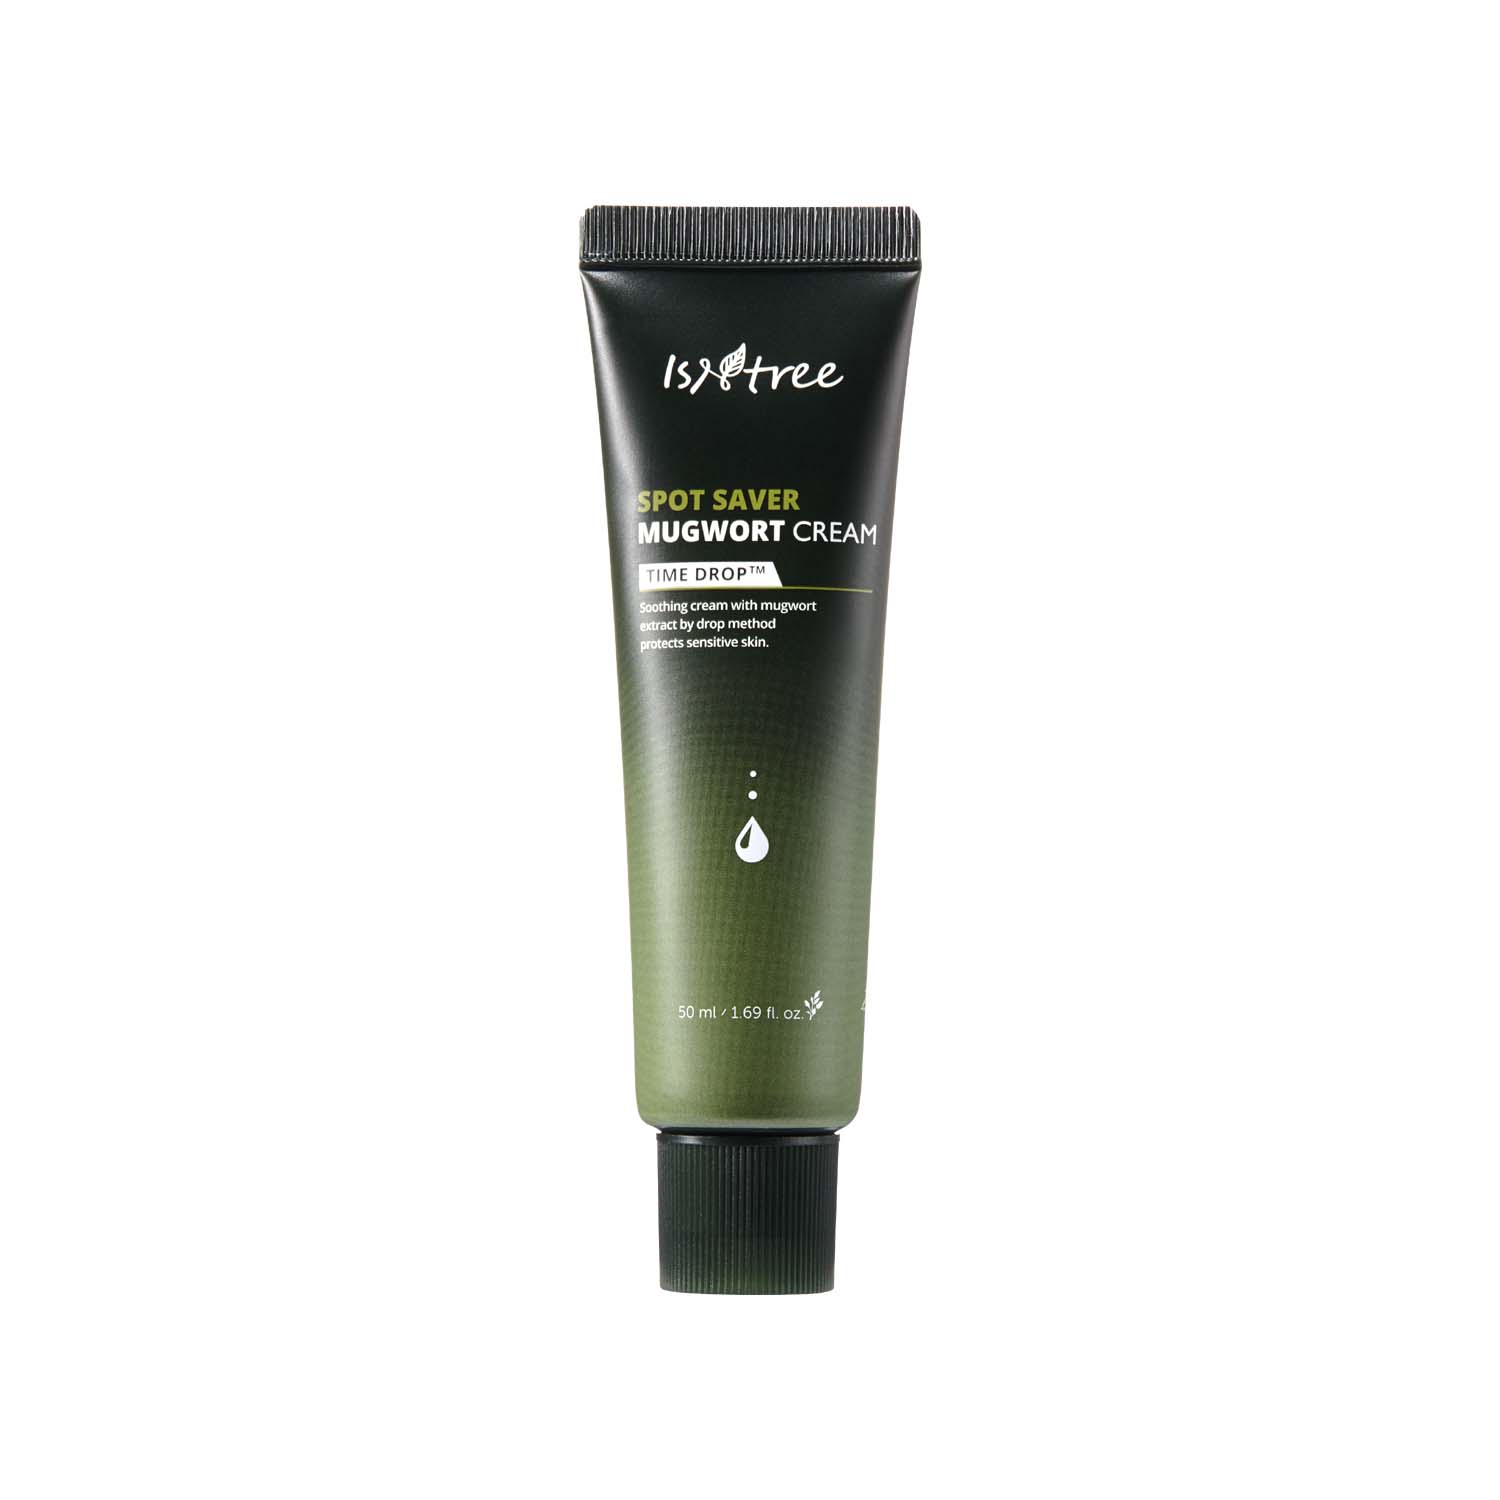 Isntree
SPOT SAVER
MUGWORT CREAM
TIME DROP™
Soothing cream with mugwort
extract by drop method
protects sensitive skin.
50 ml / 1.69 fl. oz.